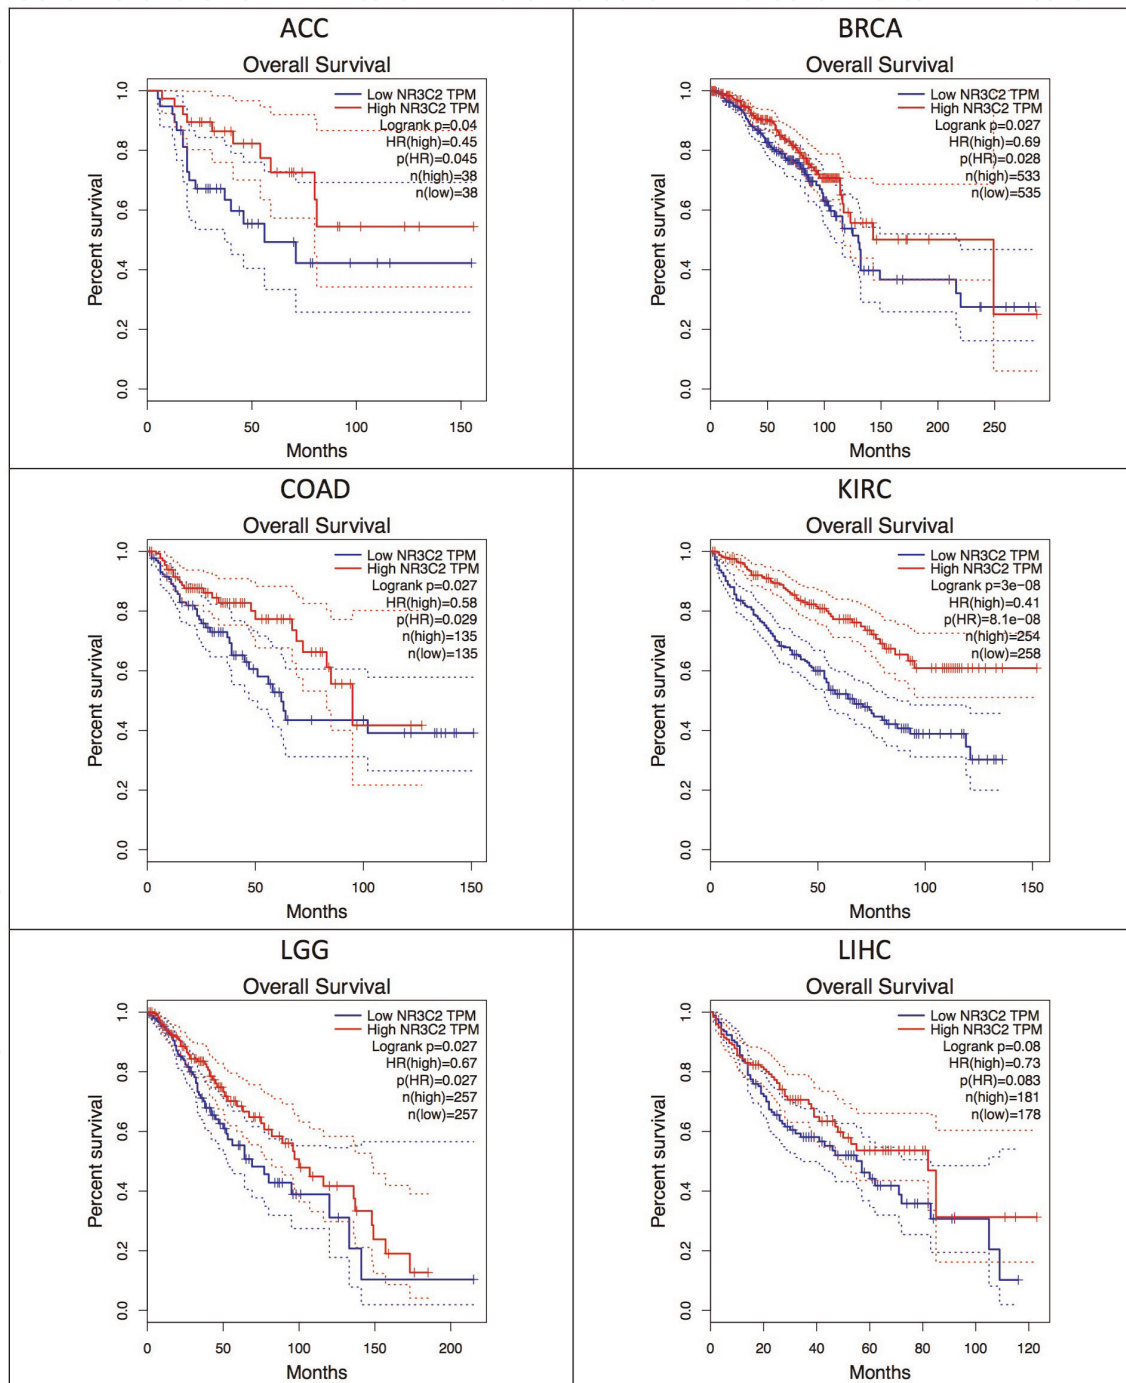 ACC
Overall Survival
Low NR3C2 TPM
High NR3C2 TPM
Logrank p=0.04
HR(high)=0.45
p(HR)=0.045
n(high)=38
n(low)=38
Percent survival
1.0
0.8
0.6
0.4
0.2
0.0
0 50 100 150
Months
BRCA
Overall Survival
Low NR3C2 TPM
High NR3C2 TPM
Logrank p=0.027
HR(high)=0.69
p(HR)=0.028
n(high)=533
n(low)=535
Percent survival
1.0
0.8
0.6
0.4
0.2
0.0
0 50 100 150 200 250
Months
COAD
Overall Survival
Low NR3C2 TPM
High NR3C2 TPM
Logrank p=0.027
HR(high)=0.58
p(HR)=0.029
n(high)=135
n(low)=135
Percent survival
1.0
0.8
0.6
0.4
0.2
0.0
0 50 100 150
Months
KIRC
Overall Survival
Low NR3C2 TPM
High NR3C2 TPM
Logrank p=3e-08
HR(high)=0.41
p(HR)=8.1e-08
n(high)=254
n(low)=258
Percent survival
1.0
0.8
0.6
0.4
0.2
0.0
0 50 100 150
Months
LGG
Overall Survival
Low NR3C2 TPM
High NR3C2 TPM
Logrank p=0.027
HR(high)=0.67
p(HR)=0.027
n(high)=257
n(low)=257
Percent survival
1.0
0.8
0.6
0.4
0.2
0.0
0 50 100 150 200
Months
LIHC
Overall Survival
Low NR3C2 TPM
High NR3C2 TPM
Logrank p=0.08
HR(high)=0.73
p(HR)=0.083
n(high)=181
n(low)=178
Percent survival
1.0
0.8
0.6
0.4
0.2
0.0
0 20 40 60 80 100 120
Months